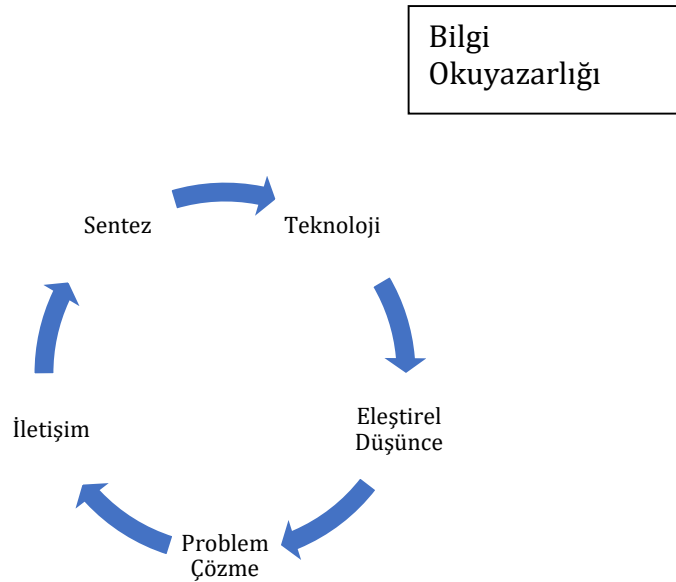 Bilgi
Okuyazarlığı
Sentez
Teknoloji
Eleştirel
Düşünce
Problem
Çözme
İletişim